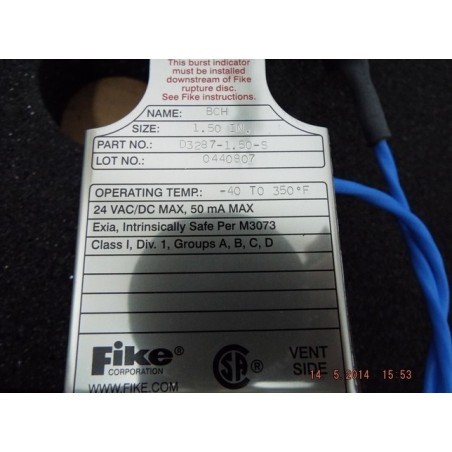 This burst indicator
must be installed
downstream of Fike
rupture disc.
See Fike instructions.
NAME: BCH
SIZE: 1.50 IN.
PART NO.: D3287-1.50-S
LOT NO.: 0440807
OPERATING TEMP.: -40 TO 350°F
24 VAC/DC MAX, 50 mA MAX
Exia, Intrinsically Safe Per M3073
Class I, Div. 1, Groups A, B, C, D
Fike®
CORPORATION
WWW.FIKE.COM
SA®
VENT
SIDE
14 5 2014 15:53